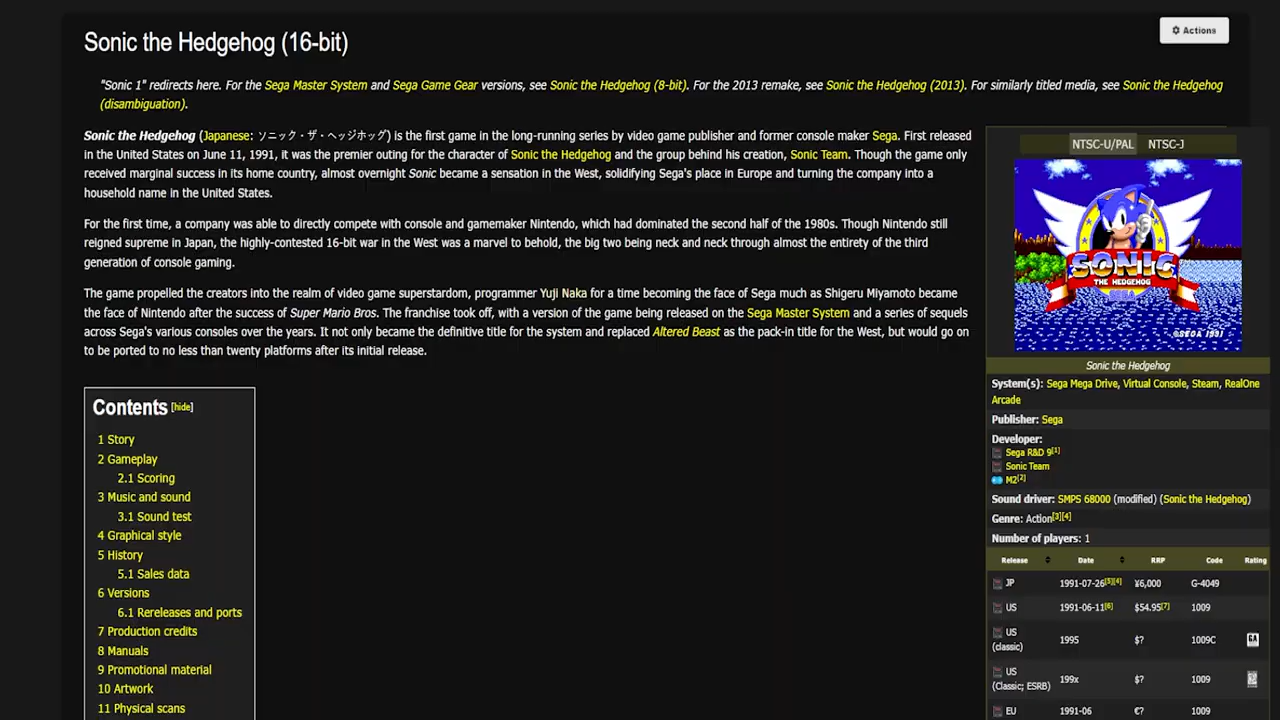 Actions
Sonic the Hedgehog (16-bit)
"Sonic 1" redirects here. For the Sega Master System and Sega Game Gear versions, see Sonic the Hedgehog (8-bit). For the 2013 remake, see Sonic the Hedgehog (2013). For similarly titled media, see Sonic the Hedgehog
(disambiguation).
Sonic the Hedgehog (Japanese: ソニック・ザ・ヘッジホッグ) is the first game in the long-running series by video game publisher and former console maker Sega. First released
in the United States on June 11, 1991, it was the premier outing for the character of Sonic the Hedgehog and the group behind his creation, Sonic Team. Though the game only
received marginal success in its home country, almost overnight Sonic became a sensation in the West, solidifying Sega's place in Europe and turning the company into a
household name in the United States.
For the first time, a company was able to directly compete with console and gamemaker Nintendo, which had dominated the second half of the 1980s. Though Nintendo still
reigned supreme in Japan, the highly-contested 16-bit war in the West was a marvel to behold, the big two being neck and neck through almost the entirety of the third
generation of console gaming.
The game propelled the creators into the realm of video game superstardom, programmer Yuji Naka for a time becoming the face of Sega much as Shigeru Miyamoto became
the face of Nintendo after the success of Super Mario Bros. The franchise took off, with a version of the game being released on the Sega Master System and a series of sequels
across Sega's various consoles over the years. It not only became the definitive title for the system and replaced Altered Beast as the pack-in title for the West, but would go on
to be ported to no less than twenty platforms after its initial release.
Contents [hide]
1 Story
2 Gameplay
2.1 Scoring
3 Music and sound
3.1 Sound test
4 Graphical style
5 History
5.1 Sales data
6 Versions
6.1 Rereleases and ports
7 Production credits
8 Manuals
9 Promotional material
10 Artwork
11 Physical scans
NTSC-U/PAL NTSC-J
SONIC
THE HEDGEHOG
SEGA
©SEGA 1991
Sonic the Hedgehog
System(s): Sega Mega Drive, Virtual Console, Steam, RealOne
Arcade
Publisher: Sega
Developer:
Sega R&D 9[1]
Sonic Team
M2[2]
Sound driver: SMPS 68000 (modified) (Sonic the Hedgehog)
Genre: Action[3][4]
Number of players: 1
Release Date RRP Code Rating
JP 1991-07-26[5][4] ¥6,000 G-4049
US 1991-06-11[6] $54.95[7] 1009
US
(classic) 1995 $? 1009C
US
(Classic; ESRB) 199x $? 1009
EU 1991-06 €? 1009